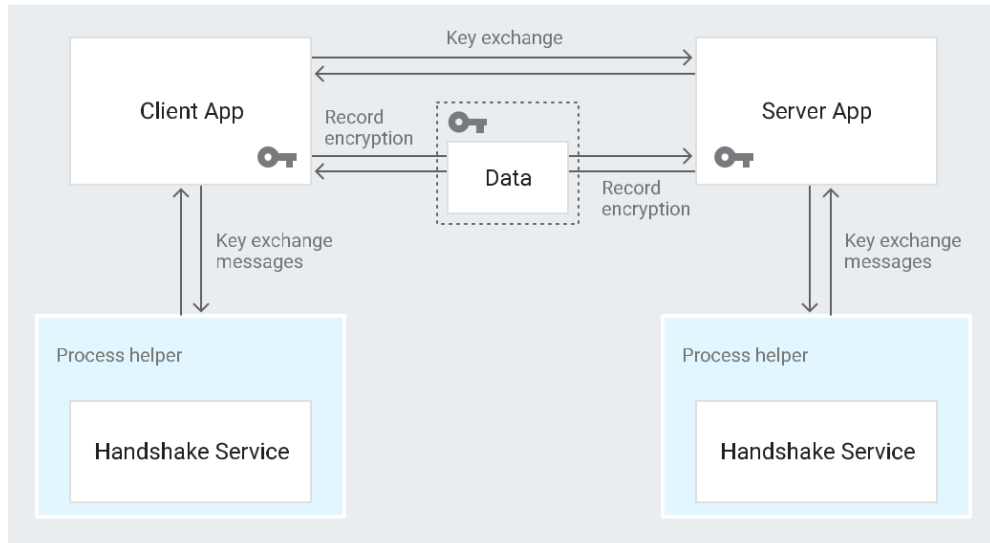 Key exchange
Client App
Server App
Record
encryption
Data
Record
encryption
Key exchange
messages
Key exchange
messages
Process helper
Process helper
Handshake Service
Handshake Service